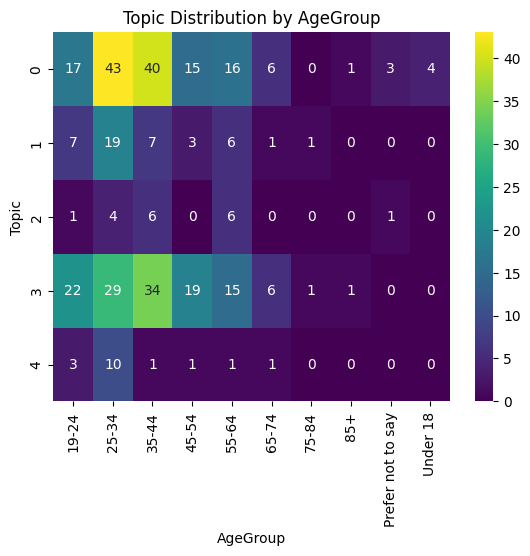 Topic Distribution by AgeGroup
0 17 43 40 15 16 6 0 1 3 4
1 7 19 7 3 6 1 1 0 0 0
2 1 4 6 0 6 0 0 0 1 0
3 22 29 34 19 15 6 1 1 0 0
4 3 10 1 1 1 1 0 0 0 0
Topic
19-24 25-34 35-44 45-54 55-64 65-74 75-84 85+ Prefer not to say Under 18
AgeGroup
40
35
30
25
20
15
10
5
0